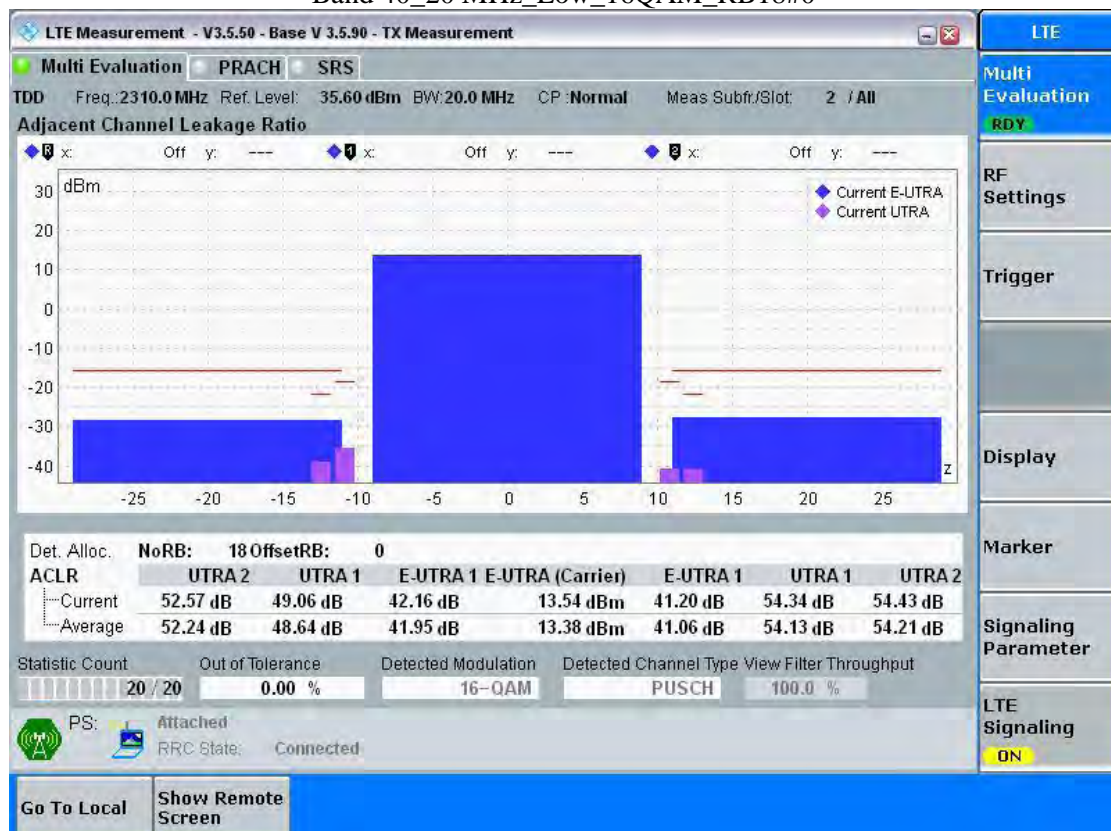 Band 40_20 MHz_Low_16QAM_RB18#0
LTE Measurement - V3.5.50 - Base V 3.5.90 - TX Measurement
LTE
Multi Evaluation PRACH SRS
Multi
Evaluation
RDY
TDD Freq.:2310.0 MHz Ref. Level: 35.60 dBm BW:20.0 MHz CP :Normal Meas Subfr./Slot: 2 / All
Adjacent Channel Leakage Ratio
R x: Off y: --- 1 x: Off y: --- 2 x: Off y: ---
RF
Settings
30 dBm
Current E-UTRA
Current UTRA
20
10
Trigger
0
-10
-20
-30
-40
z
Display
-25 -20 -15 -10 -5 0 5 10 15 20 25
Det. Alloc. NoRB: 18 OffsetRB: 0
Marker
ACLR UTRA 2 UTRA 1 E-UTRA 1 E-UTRA (Carrier) E-UTRA 1 UTRA 1 UTRA 2
Current 52.57 dB 49.06 dB 42.16 dB 13.54 dBm 41.20 dB 54.34 dB 54.43 dB
Average 52.24 dB 48.64 dB 41.95 dB 13.38 dBm 41.06 dB 54.13 dB 54.21 dB
Signaling
Parameter
Statistic Count Out of Tolerance Detected Modulation Detected Channel Type View Filter Throughput
20 / 20 0.00 % 16-QAM PUSCH 100.0 %
LTE
Signaling
ON
PS: Attached
RRC State: Connected
Go To Local
Show Remote
Screen